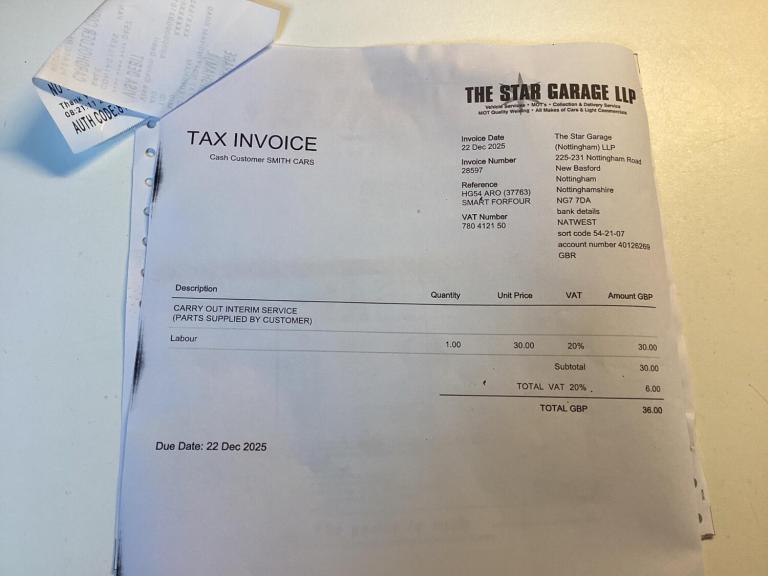 Thank
08:21 11
AUTH CODE:
THE STAR GARAGE LLP
Vehicle Services • MOT's • Collection & Delivery Service
MOT Quality Welding • All Makes of Cars & Light Commercials
TAX INVOICE
Cash Customer SMITH CARS
Invoice Date
22 Dec 2025
Invoice Number
28597
Reference
HG54 ARO (37763)
SMART FORFOUR
VAT Number
780 4121 50
The Star Garage
(Nottingham) LLP
225-231 Nottingham Road
New Basford
Nottingham
Nottinghamshire
NG7 7DA
bank details
NATWEST
sort code 54-21-07
account number 40126269
GBR
Description Quantity Unit Price VAT Amount GBP
CARRY OUT INTERIM SERVICE
(PARTS SUPPLIED BY CUSTOMER)
Labour 1.00 30.00 20% 30.00
Subtotal 30.00
TOTAL VAT 20% 6.00
TOTAL GBP 36.00
Due Date: 22 Dec 2025